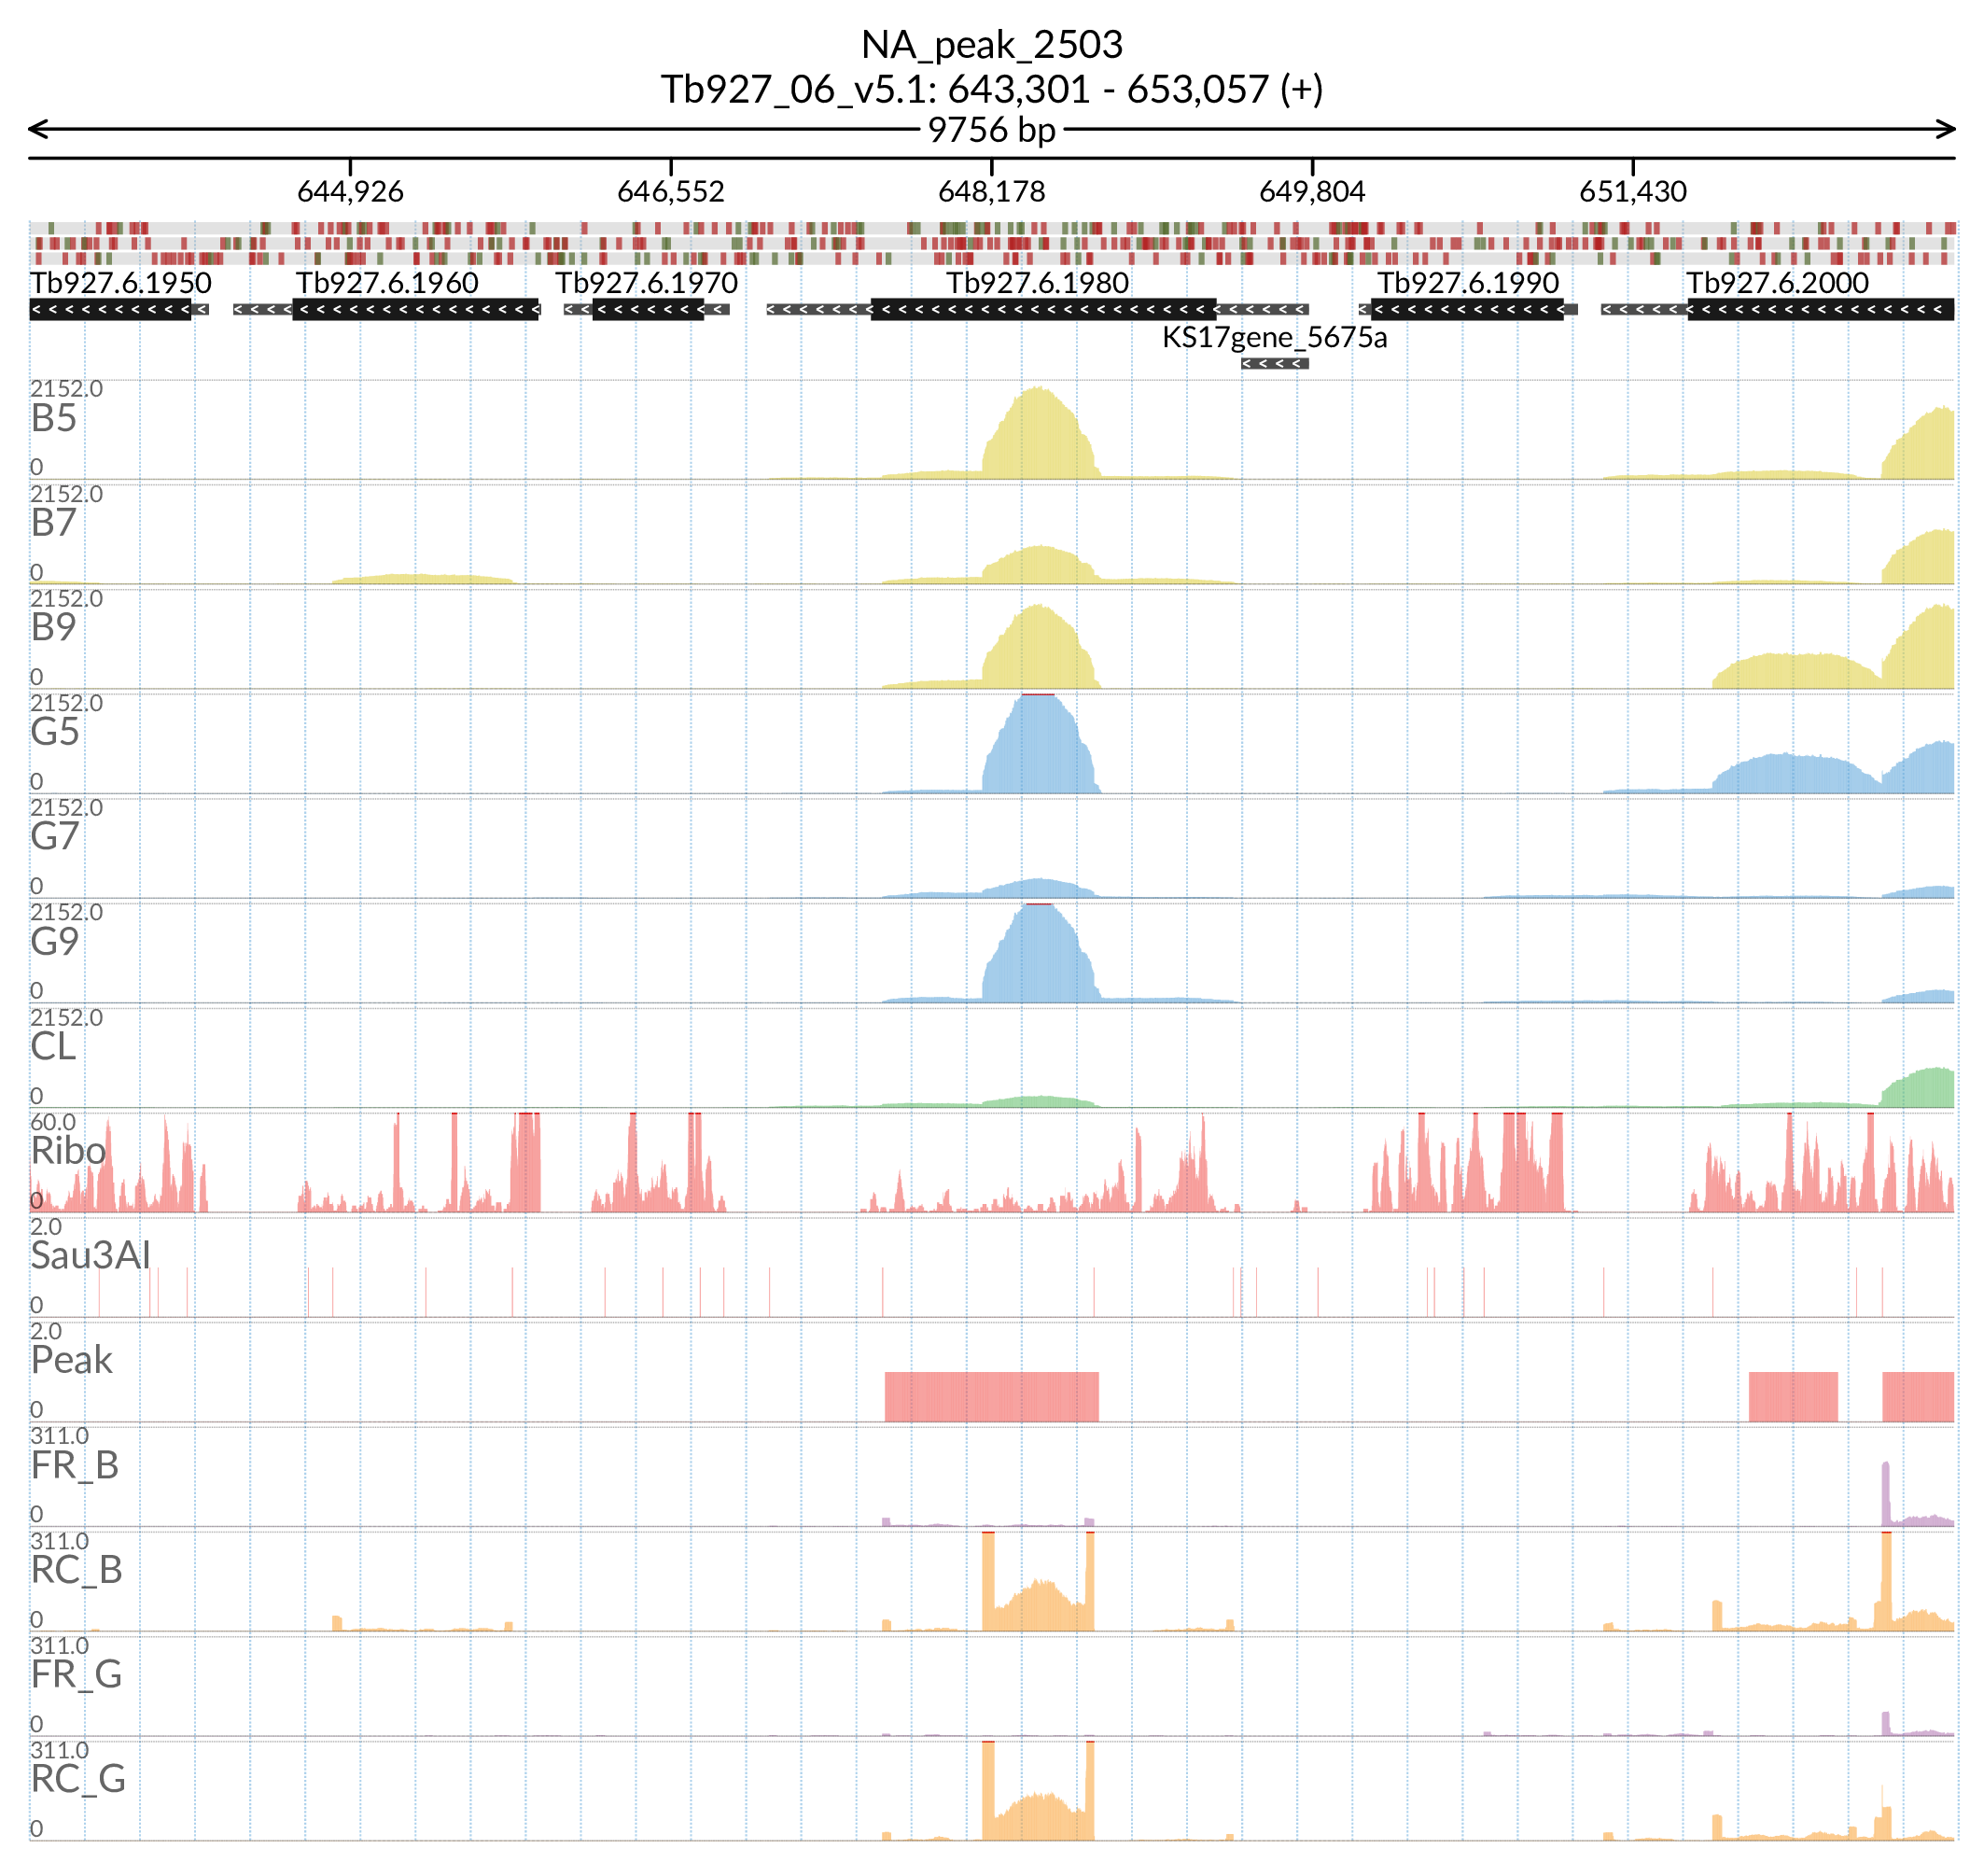 NA_peak_2503
Tb927_06_v5.1: 643,301 - 653,057 (+)
9756 bp
644,926 646,552 648,178 649,804 651,430
Tb927.6.1950 Tb927.6.1960 Tb927.6.1970 Tb927.6.1980 Tb927.6.1990 Tb927.6.2000
KS17gene_5675a
2152.0
B5
0
2152.0
B7
0
2152.0
B9
0
2152.0
G5
0
2152.0
G7
0
2152.0
G9
0
2152.0
CL
0
60.0
Ribo
0
2.0
Sau3AI
0
2.0
Peak
0
311.0
FR_B
0
311.0
RC_B
0
311.0
FR_G
0
311.0
RC_G
0